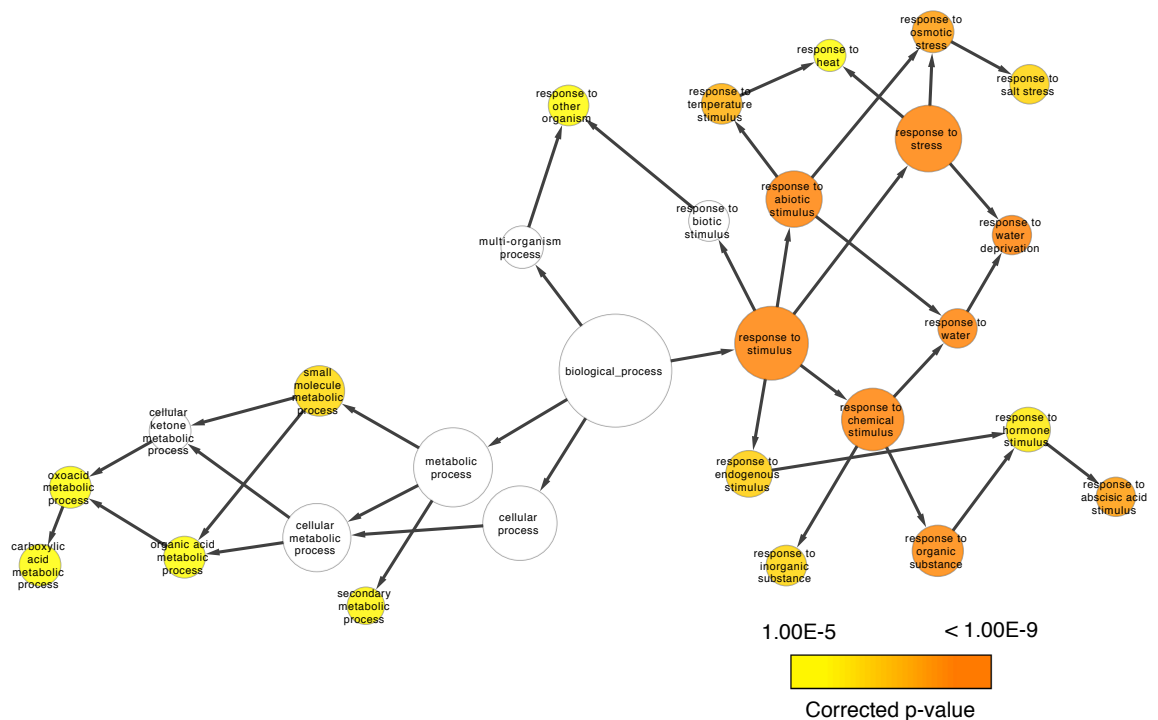 response to
osmotic
stress
response to
heat
response to
salt stress
response to
temperature
stimulus
response to
other
organism
response to
stress
response to
abiotic
stimulus
response to
biotic
stimulus
response to
water
deprivation
multi-organism
process
response to
water
response to
stimulus
biological_process
small
molecule
metabolic
process
cellular
ketone
metabolic
process
response to
chemical
stimulus
response to
hormone
stimulus
metabolic
process
response to
endogenous
stimulus
oxoacid
metabolic
process
response to
abscisic acid
stimulus
cellular
process
cellular
metabolic
process
organic acid
metabolic
process
carboxylic
acid
metabolic
process
response to
organic
substance
response to
inorganic
substance
secondary
metabolic
process
1.00E-5
< 1.00E-9
Corrected p-value